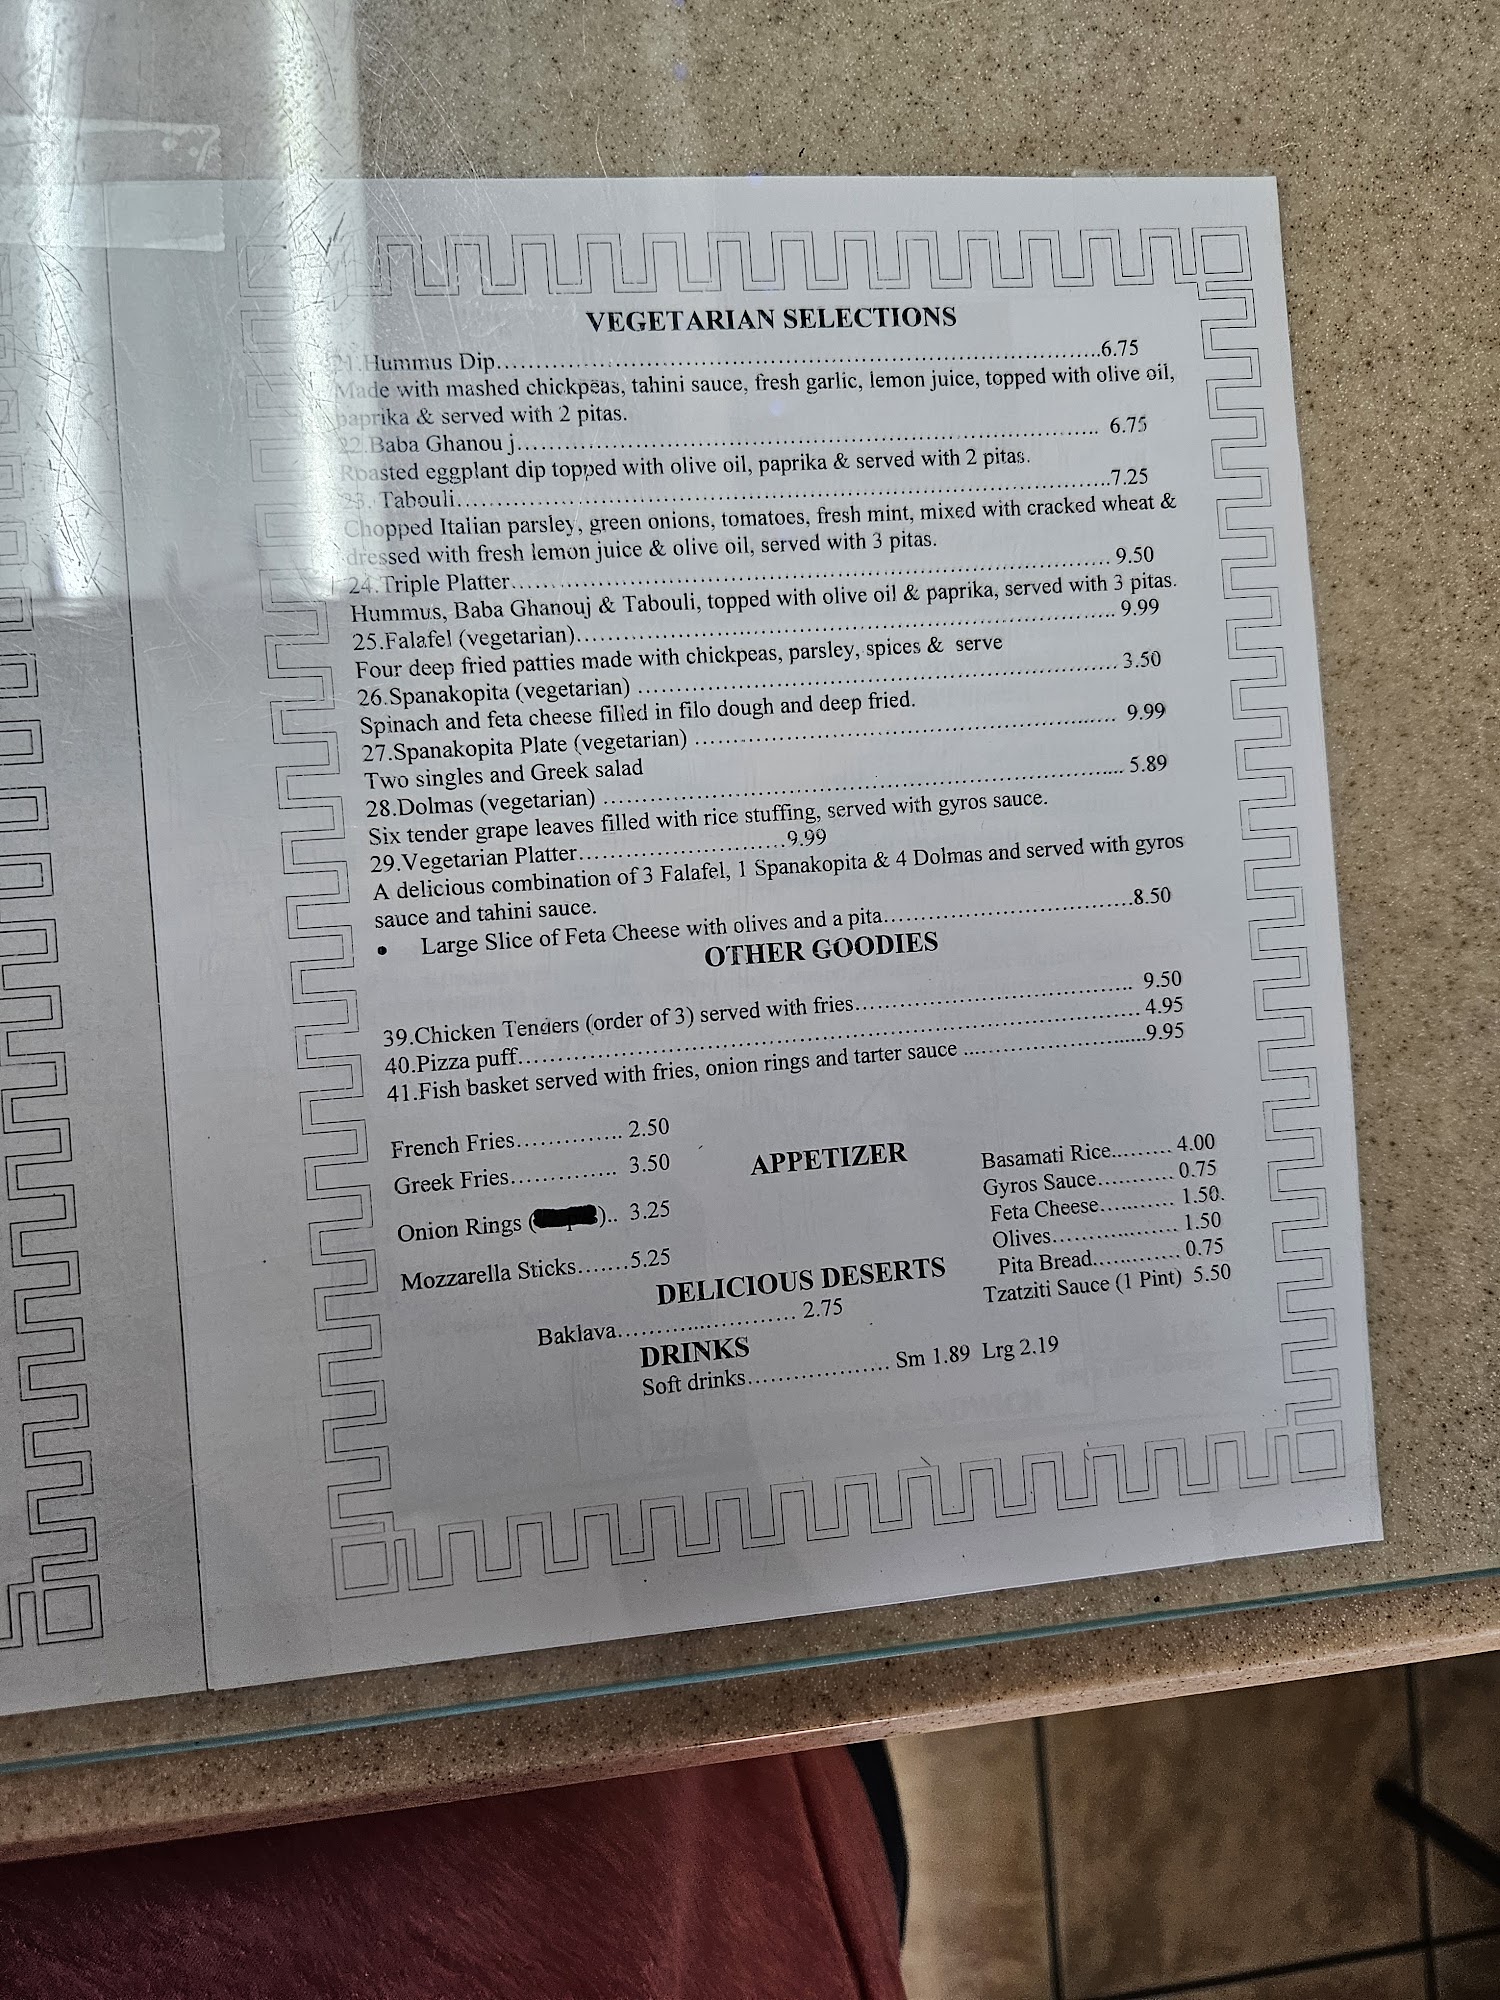 VEGETARIAN SELECTIONS
21.Hummus Dip..........6.75
Made with mashed chickpeas, tahini sauce, fresh garlic, lemon juice, topped with olive oil,
paprika & served with 2 pitas.
22.Baba Ghanou j.......... 6.75
Roasted eggplant dip topped with olive oil, paprika & served with 2 pitas.
23. Tabouli..........7.25
Chopped Italian parsley, green onions, tomatoes, fresh mint, mixed with cracked wheat &
dressed with fresh lemon juice & olive oil, served with 3 pitas.
24.Triple Platter.......... 9.50
Hummus, Baba Ghanouj & Tabouli, topped with olive oil & paprika, served with 3 pitas.
25.Falafel (vegetarian).......... 9.99
Four deep fried patties made with chickpeas, parsley, spices & serve
26.Spanakopita (vegetarian) .......... 3.50
Spinach and feta cheese filled in filo dough and deep fried.
27.Spanakopita Plate (vegetarian) .......... 9.99
Two singles and Greek salad
28.Dolmas (vegetarian) .......... 5.89
Six tender grape leaves filled with rice stuffing, served with gyros sauce.
29.Vegetarian Platter..........9.99
A delicious combination of 3 Falafel, 1 Spanakopita & 4 Dolmas and served with gyros
sauce and tahini sauce.
• Large Slice of Feta Cheese with olives and a pita..........8.50
OTHER GOODIES
39.Chicken Tenders (order of 3) served with fries.......... 9.50
40.Pizza puff.......... 4.95
41.Fish basket served with fries, onion rings and tarter sauce ..........9.95
APPETIZER
French Fries.............. 2.50
Greek Fries............. 3.50
Onion Rings ( ).. 3.25
Mozzarella Sticks.......5.25
Basamati Rice......... 4.00
Gyros Sauce........... 0.75
Feta Cheese............ 1.50.
Olives.................. 1.50
Pita Bread............ 0.75
Tzatziti Sauce (1 Pint) 5.50
DELICIOUS DESERTS
Baklava.......................... 2.75
DRINKS
Soft drinks.................... Sm 1.89 Lrg 2.19